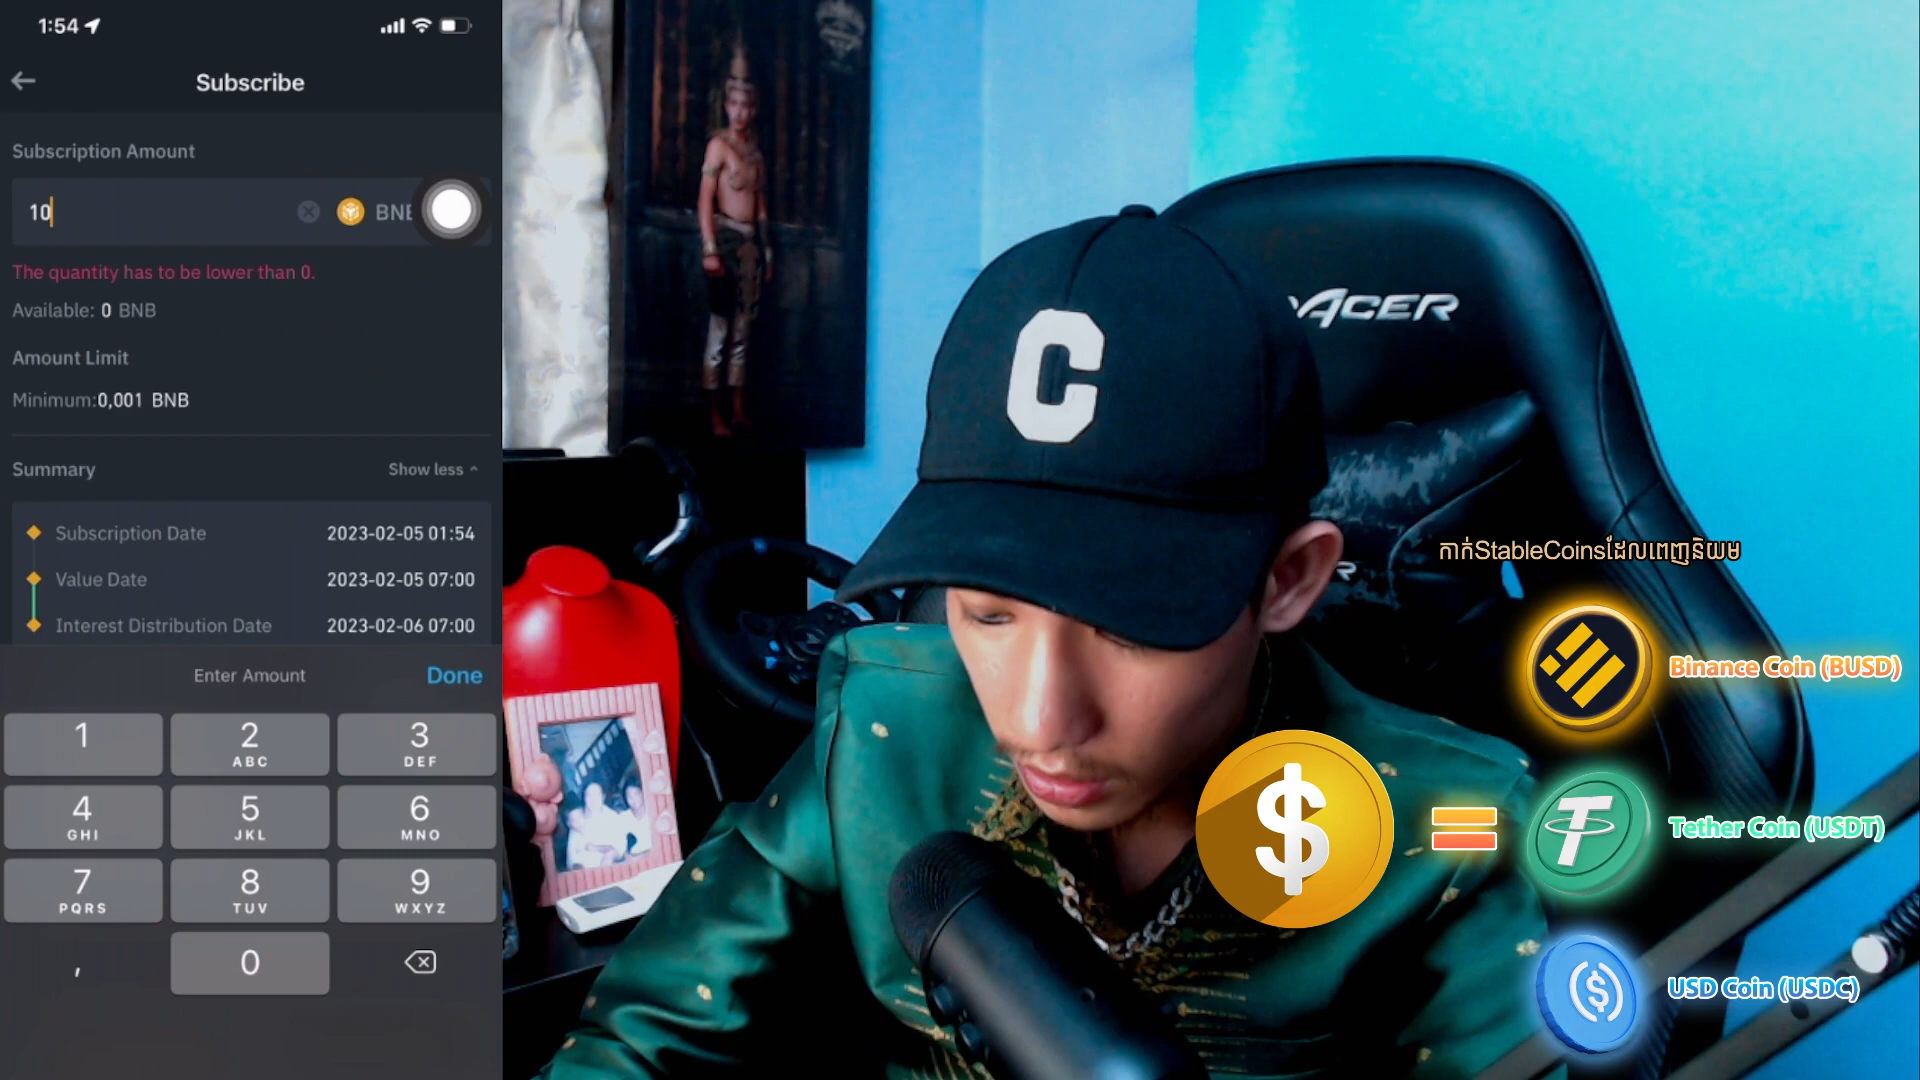 1:54
Subscribe
Subscription Amount
10
BNB
The quantity has to be lower than 0.
Available: 0 BNB
Amount Limit
Minimum:0,001 BNB
Summary
Show less
Subscription Date
2023-02-05 01:54
Value Date
2023-02-05 07:00
Interest Distribution Date
2023-02-06 07:00
Enter Amount
Done
1
2
ABC
3
DEF
4
GHI
5
JKL
6
MNO
7
PQRS
8
TUV
9
WXYZ
,
0
C
ACER
កាក់StableCoinsដែលពេញនិយម
Binance Coin (BUSD)
$
Tether Coin (USDT)
USD Coin (USDC)